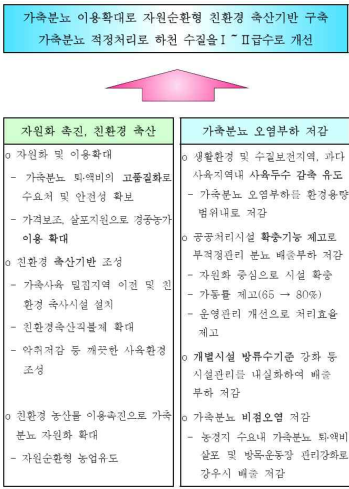 가축분뇨 이용확대로 자원순환형 친환경 축산기반 구축
가축분뇨 적정처리로 하천 수질을Ⅰ~Ⅱ급수로 개선
자원화 촉진, 친환경 축산
o 자원화 및 이용확대
- 가축분뇨 퇴·액비의 고품질화로
수요처 및 안전성 확보
- 가격보조, 살포지원으로 경종농가
이용 확대
o 친환경 축산기반 조성
- 가축사육 밀집지역 이전 및 친
환경 축사시설 설치
- 친환경축산직불제 확대
- 악취저감 등 깨끗한 사육환경
조성
o 친환경 농산물 이용촉진으로 가축
분뇨 자원화 확대
- 자원순환형 농업유도
가축분뇨 오염부하 저감
o 생활환경 및 수질보전지역, 과다
사육지역내 사육두수 감축 유도
- 가축분뇨 오염부하를 환경용량
범위내로 저감
o 공공처리시설 확충기능 제고로
부적정관리 분뇨 배출부하 저감
- 자원화 중심으로 시설 확충
- 가동률 제고(65 → 80%)
- 운영관리 개선으로 처리효율
제고
o 개별시설 방류수기준 강화 등
시설관리를 내실화하여 배출
부하 저감
o 가축분뇨 비점오염 저감
- 농경지 수요내 가축분뇨 퇴·액비
살포 및 방목·운동장 관리강화로
강우시 배출 저감